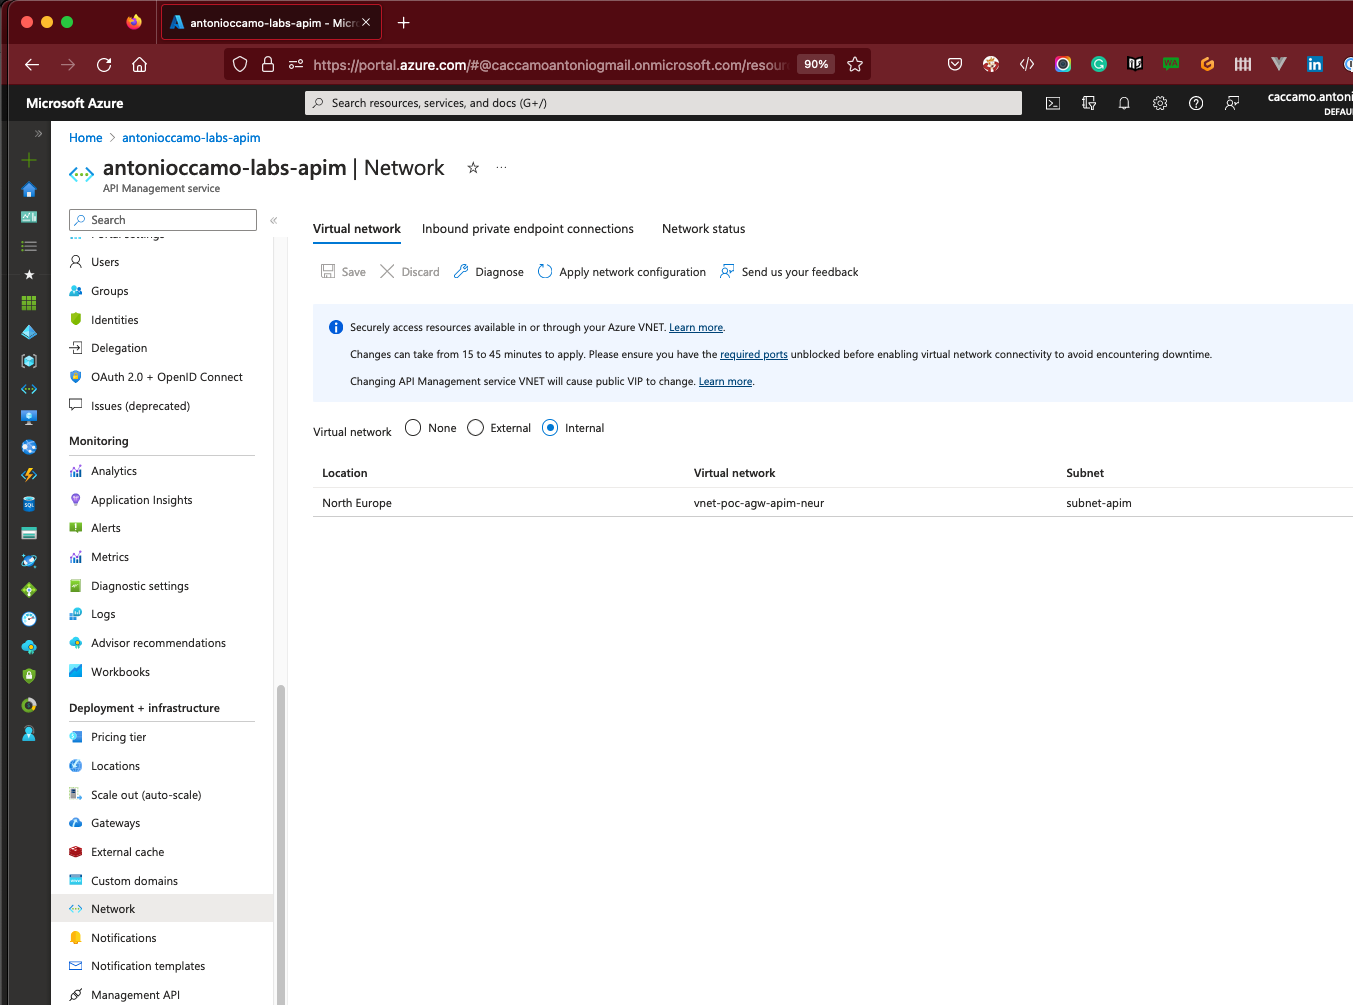 antonioccamo-labs-apim - Micr
https://portal.azure.com/#@caccamoantoniogmail.onmicrosoft.com/resour
90%
Microsoft Azure
Search resources, services, and docs (G+/)
caccamo.antoni
DEFAU
Home > antonioccamo-labs-apim
antonioccamo-labs-apim | Network
API Management service
Search
Portal settings
Users
Groups
Identities
Delegation
OAuth 2.0 + OpenID Connect
Issues (deprecated)
Monitoring
Analytics
Application Insights
Alerts
Metrics
Diagnostic settings
Logs
Advisor recommendations
Workbooks
Deployment + infrastructure
Pricing tier
Locations
Scale out (auto-scale)
Gateways
External cache
Custom domains
Network
Notifications
Notification templates
Management API
Virtual network Inbound private endpoint connections Network status
Save Discard Diagnose Apply network configuration Send us your feedback
Securely access resources available in or through your Azure VNET. Learn more.
Changes can take from 15 to 45 minutes to apply. Please ensure you have the required ports unblocked before enabling virtual network connectivity to avoid encountering downtime.
Changing API Management service VNET will cause public VIP to change. Learn more.
Virtual network None External Internal
Location Virtual network Subnet
North Europe vnet-poc-agw-apim-neur subnet-apim